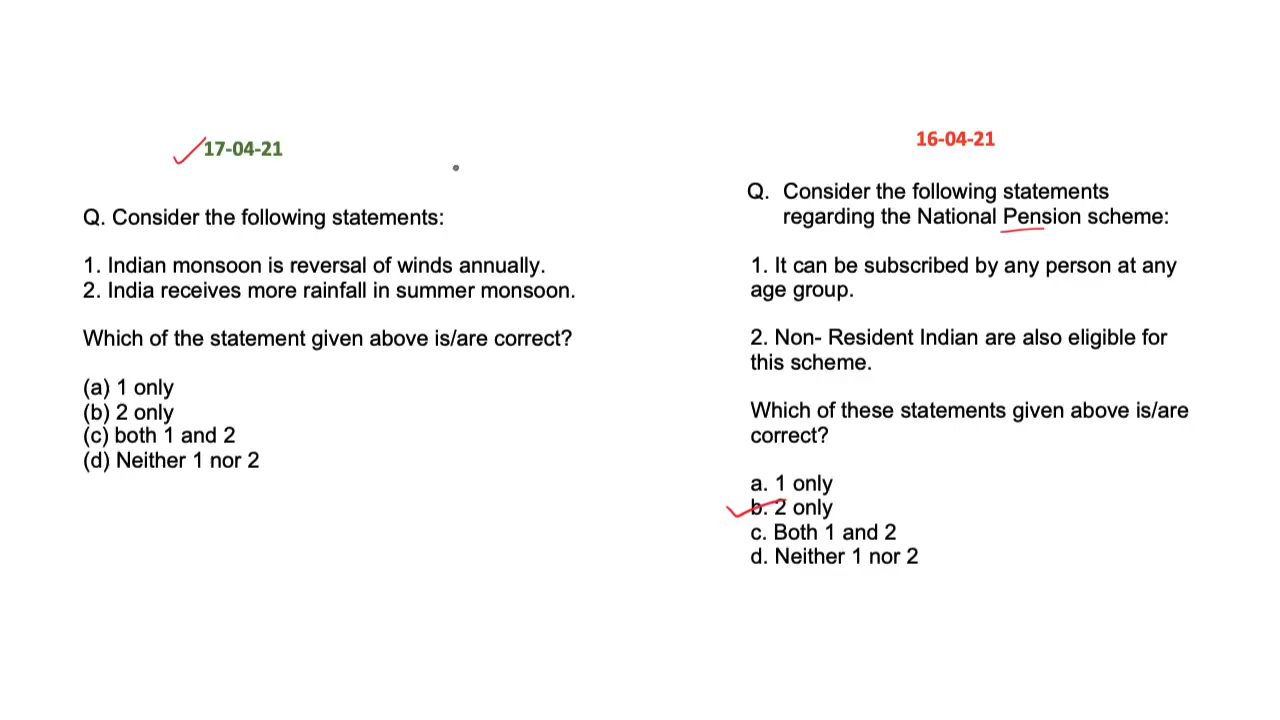 17-04-21
Q. Consider the following statements:
1. Indian monsoon is reversal of winds annually.
2. India receives more rainfall in summer monsoon.
Which of the statement given above is/are correct?
(a) 1 only
(b) 2 only
(c) both 1 and 2
(d) Neither 1 nor 2
16-04-21
Q. Consider the following statements
regarding the National Pension scheme:
1. It can be subscribed by any person at any
age group.
2. Non- Resident Indian are also eligible for
this scheme.
Which of these statements given above is/are
correct?
a. 1 only
b. 2 only
c. Both 1 and 2
d. Neither 1 nor 2